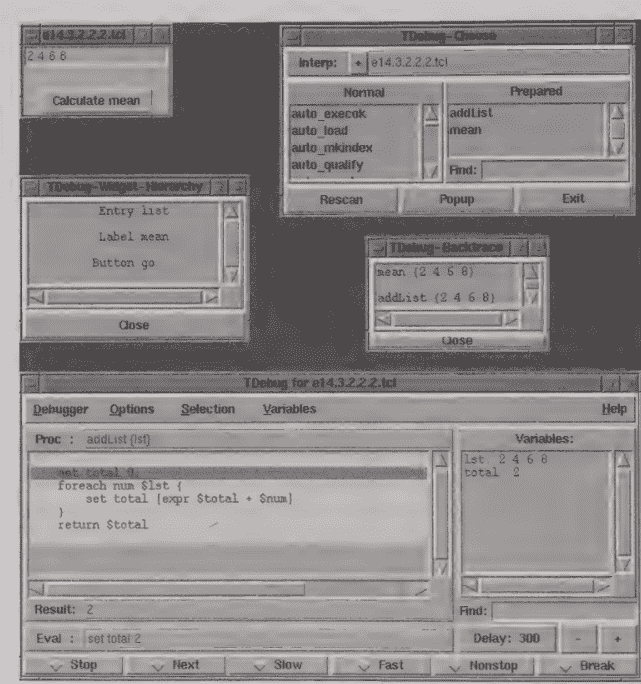 e14.3.2.2.2.tcl
2 4 6 8
Calculate mean
TDebug-Choose
Interp: + e14.3.2.2.2.tcl
Normal
Prepared
auto_execok
auto_load
auto_mkindex
auto_qualify
addList
mean
Find:
Rescan Popup Exit
TDebug-Widget-Hierarchy
Entry list
Label mean
Button go
Close
TDebug-Backtrace
mean {2 4 6 8}
addList {2 4 6 8}
Close
TDebug for e14.3.2.2.2.tcl
Debugger Options Selection Variables Help
Proc : addList {lst}
set total 0;
foreach num $lst {
set total [expr $total + $num]
}
return $total
Result: 2
Eval : set total 2
Variables:
lst 2 4 6 8
total 2
Find:
Delay: 300 - +
Stop Next Slow Fast Nonstop Break